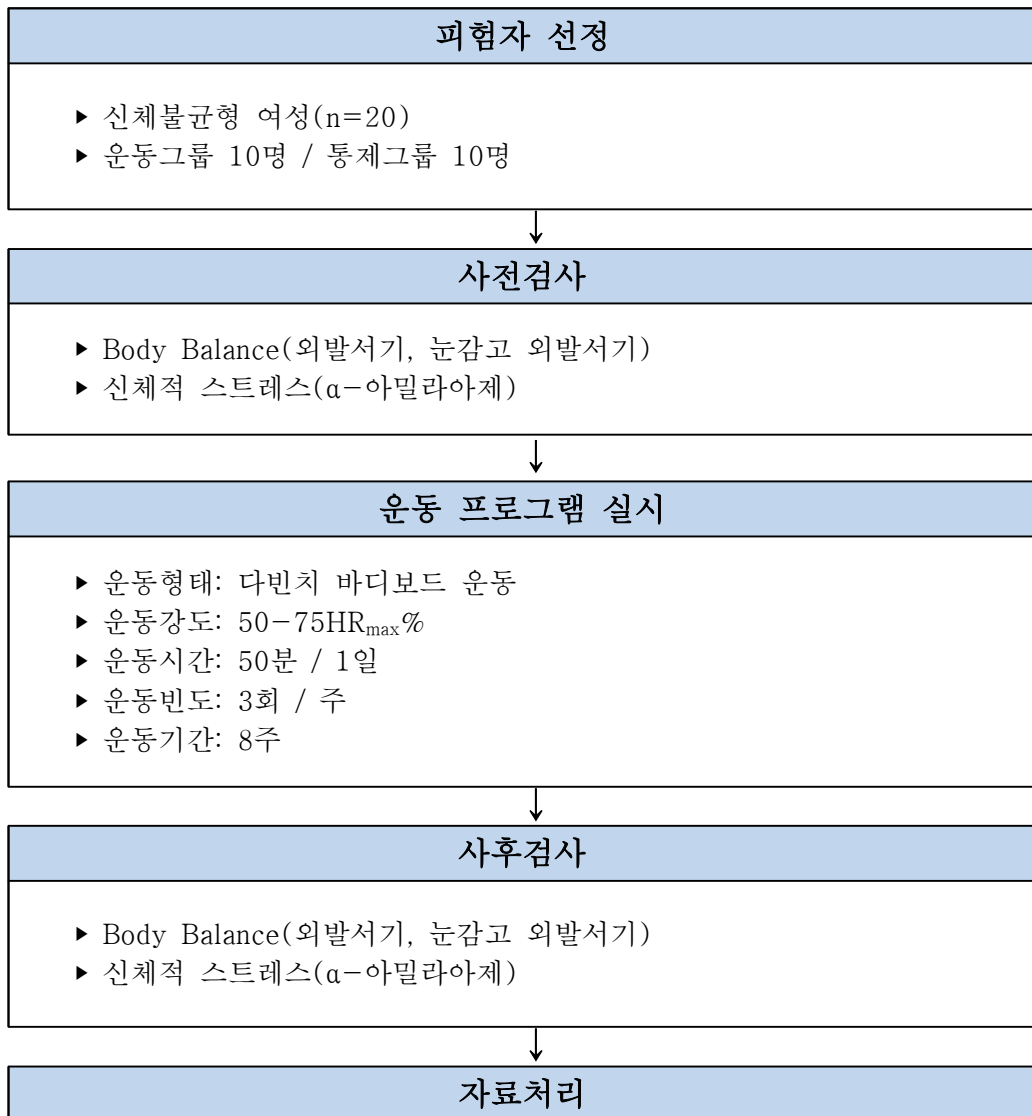 피험자 선정
▶ 신체불균형 여성(n=20)
▶ 운동그룹 10명 / 통제그룹 10명
사전검사
▶ Body Balance(외발서기, 눈감고 외발서기)
▶ 신체적 스트레스(α-아밀라아제)
운동 프로그램 실시
▶ 운동형태: 다빈치 바디보드 운동
▶ 운동강도: 50-75HRmax%
▶ 운동시간: 50분 / 1일
▶ 운동빈도: 3회 / 주
▶ 운동기간: 8주
사후검사
▶ Body Balance(외발서기, 눈감고 외발서기)
▶ 신체적 스트레스(α-아밀라아제)
자료처리